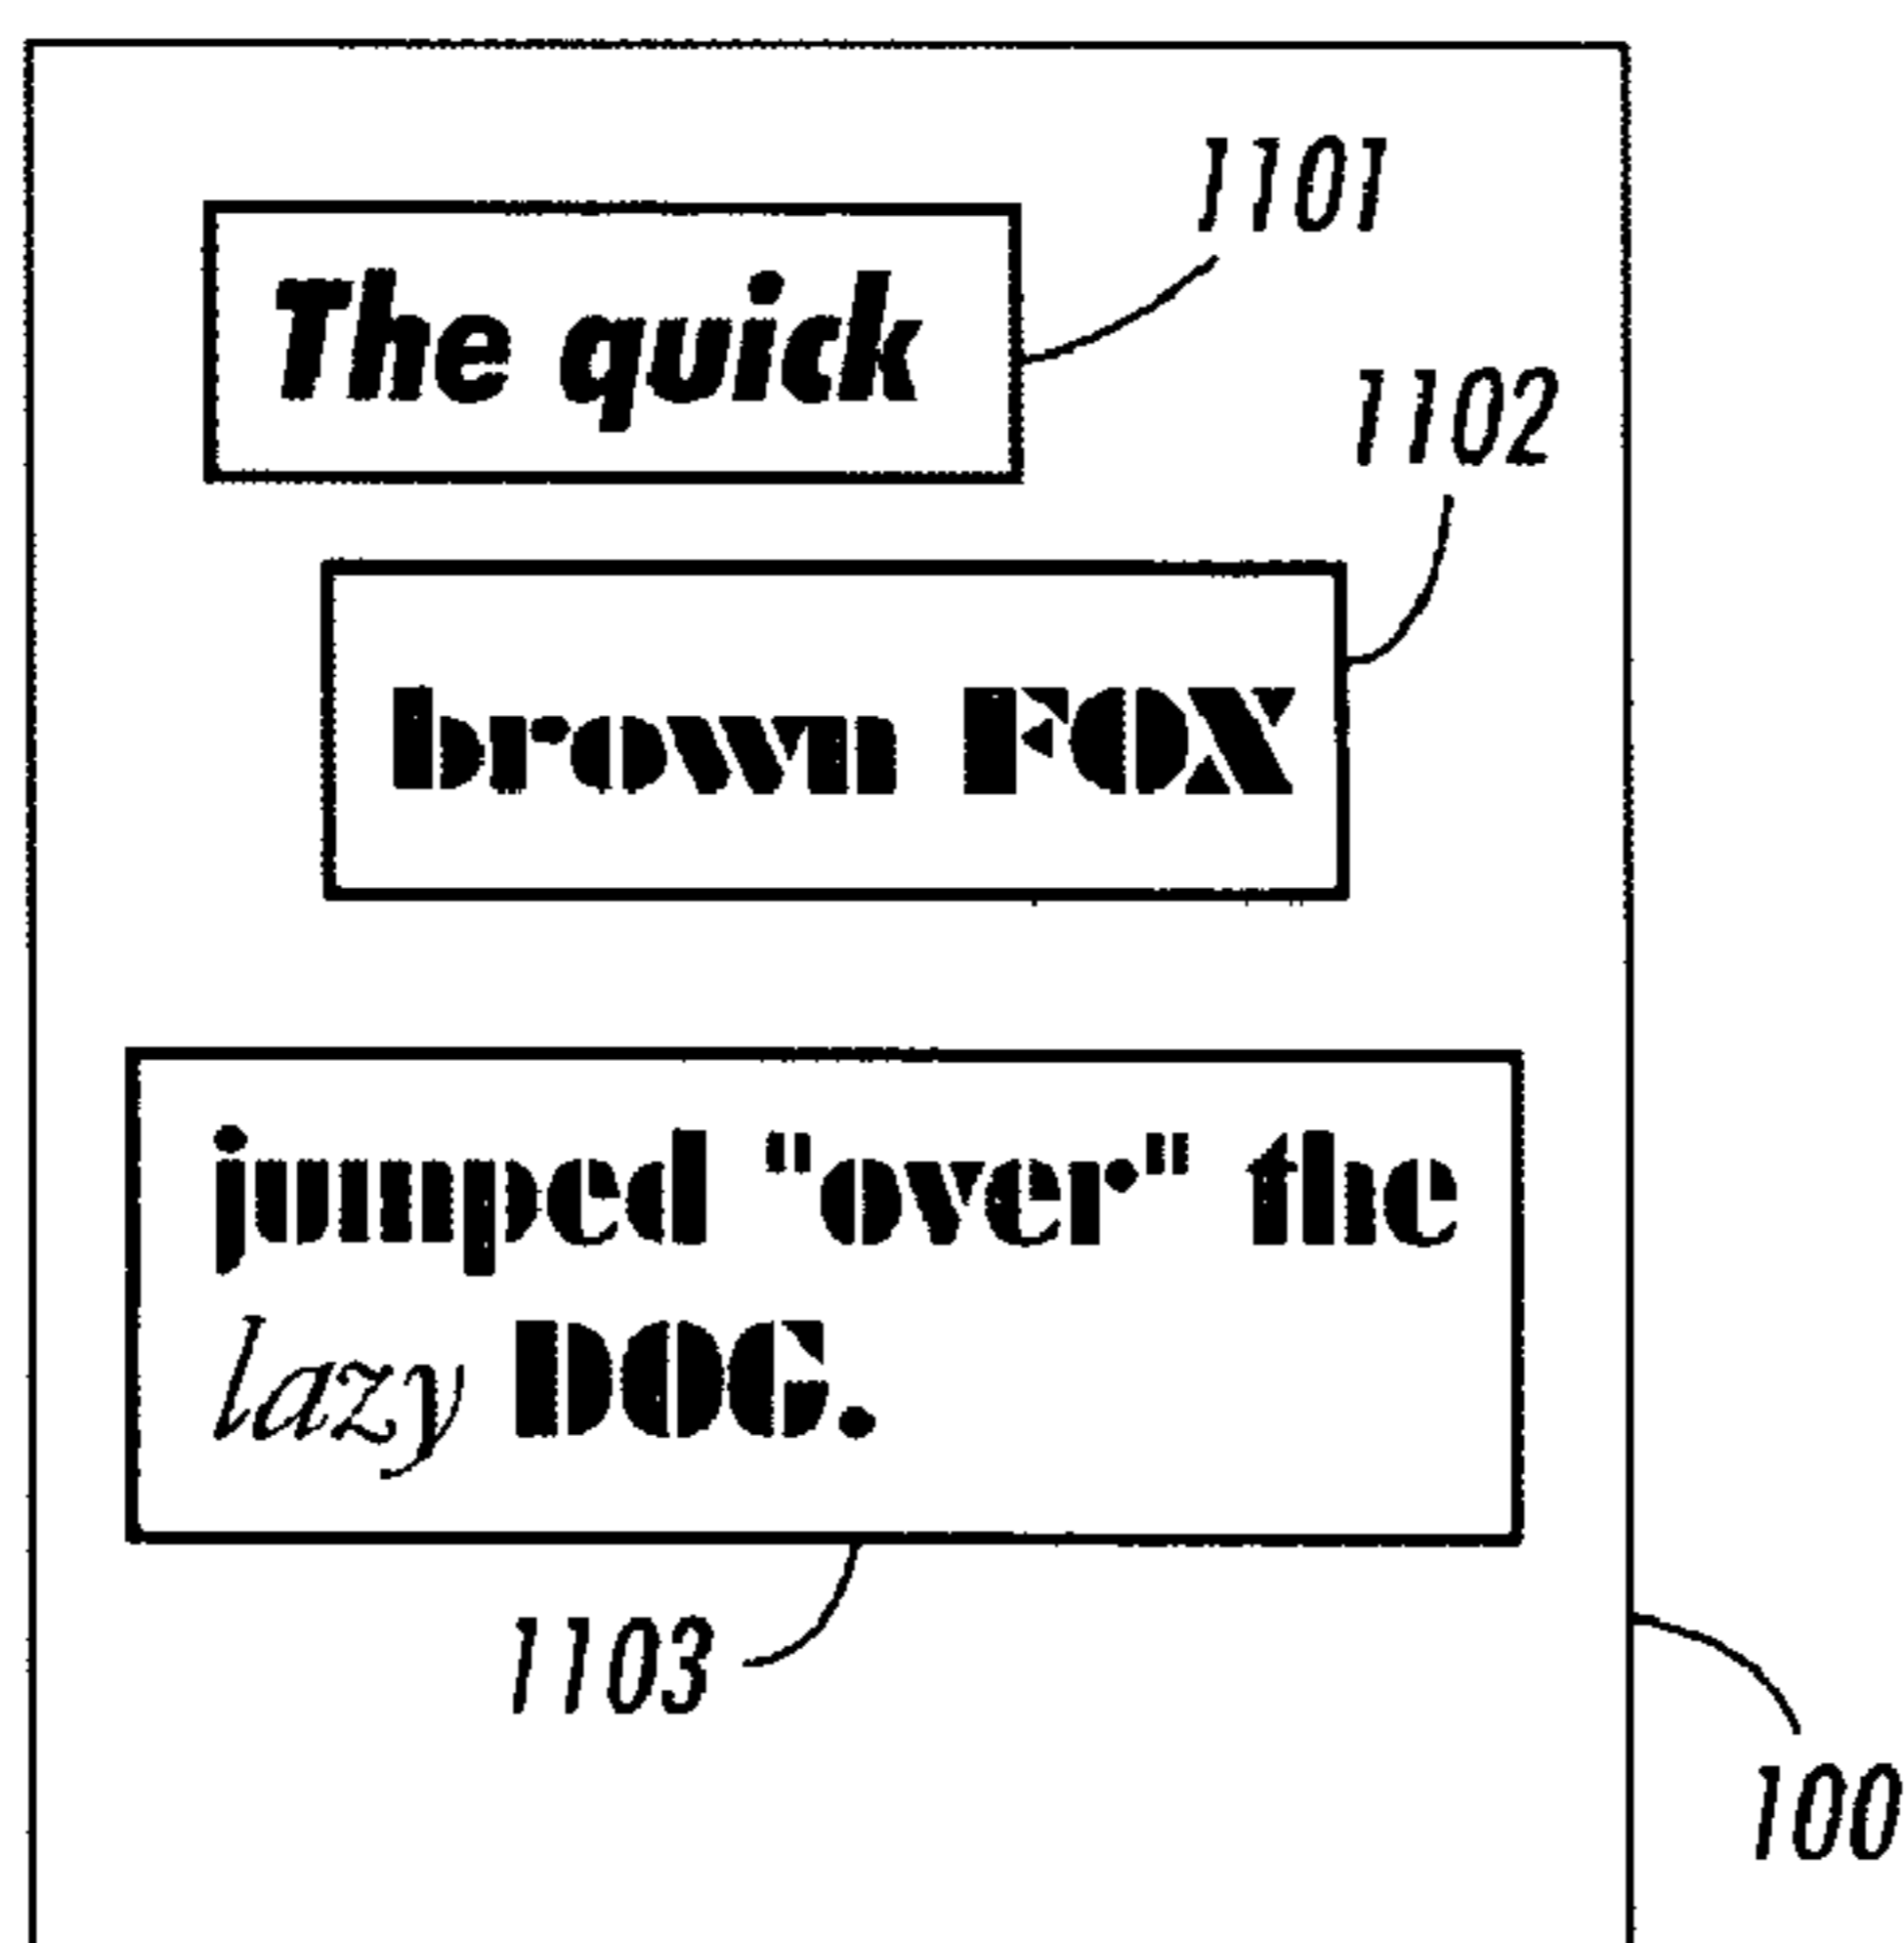 1101
The quick
1102
brown FOX
jumped "over" the
lazy DOG.
1103
100